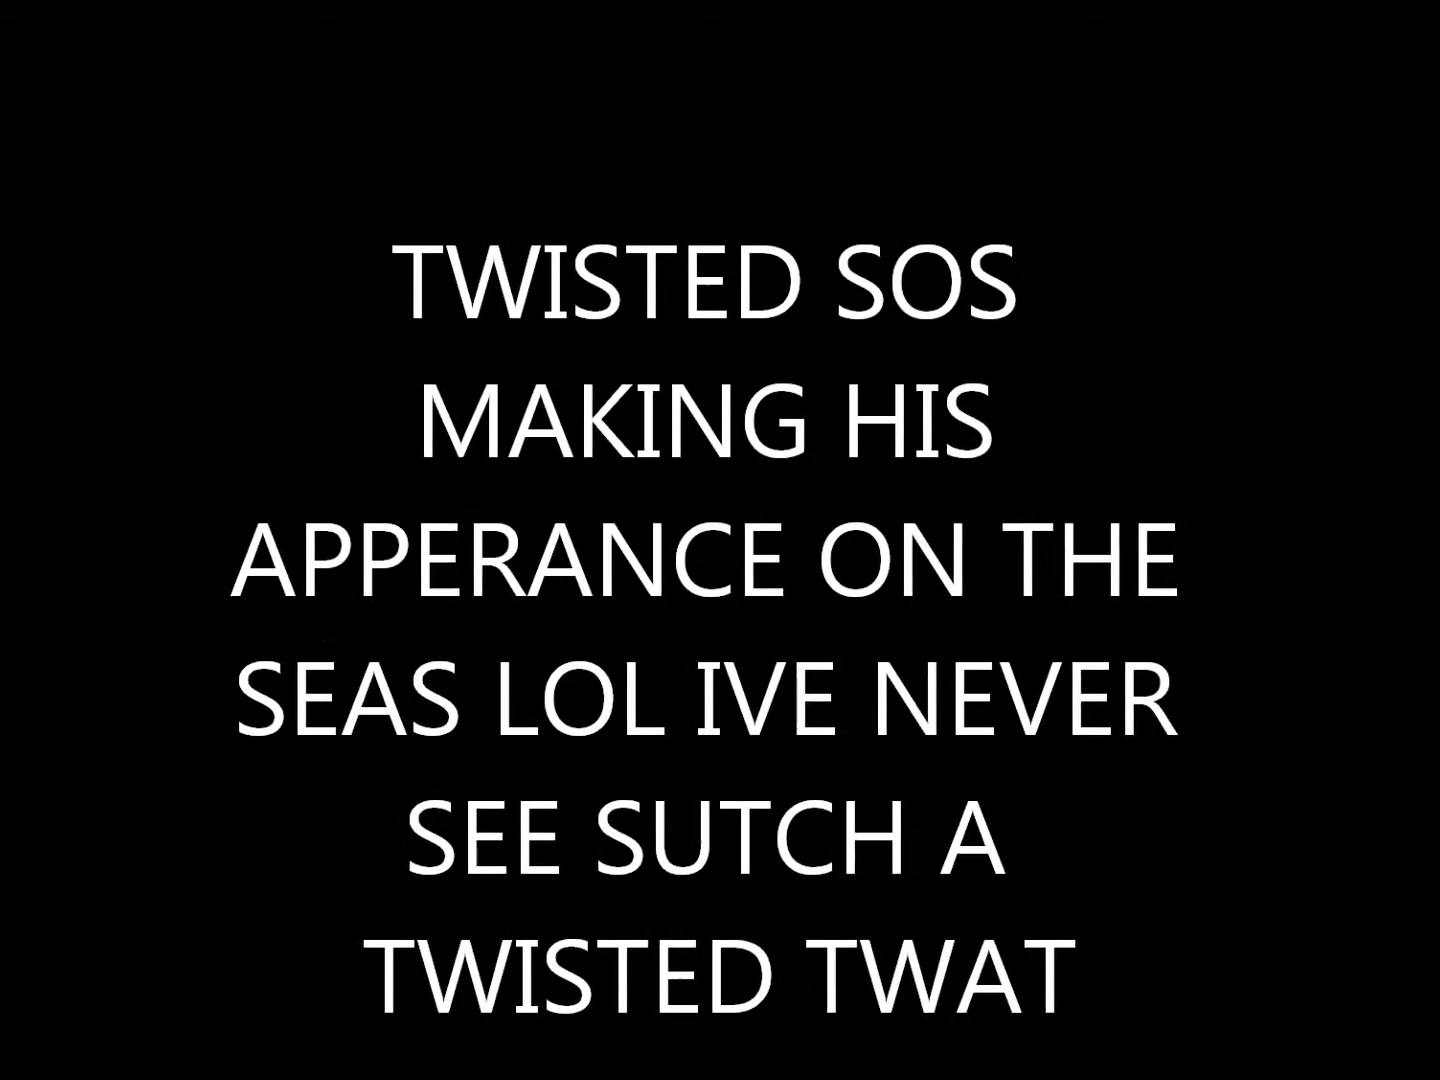 TWISTED SOS
MAKING HIS
APPERANCE ON THE
SEAS LOL IVE NEVER
SEE SUTCH A
TWISTED TWAT